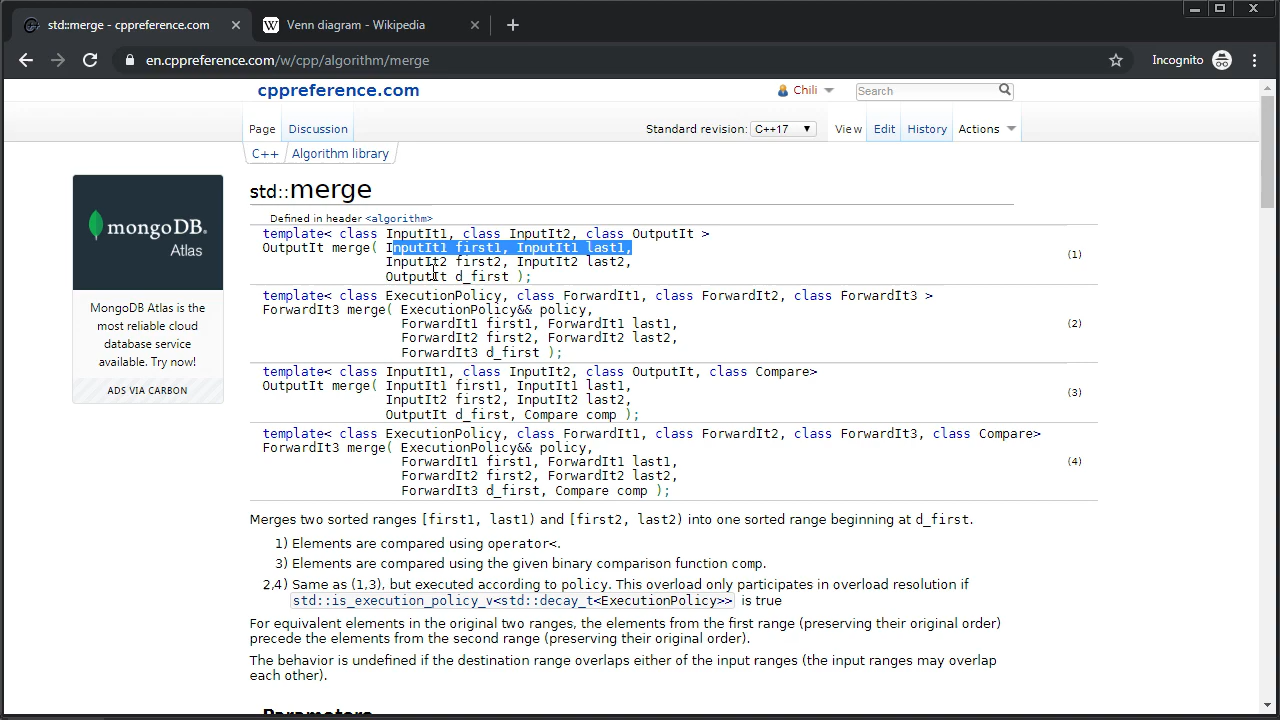 std::merge - cppreference.com
Venn diagram - Wikipedia
en.cppreference.com/w/cpp/algorithm/merge
Incognito
cppreference.com
Chili
Search
Page
Discussion
Standard revision:
C++17
View
Edit
History
Actions
C++
Algorithm library
std::merge
Defined in header <algorithm>
template< class InputIt1, class InputIt2, class OutputIt >
OutputIt merge( InputIt1 first1, InputIt1 last1,
InputIt2 first2, InputIt2 last2,
OutputIt d_first );
(1)
template< class ExecutionPolicy, class ForwardIt1, class ForwardIt2, class ForwardIt3 >
ForwardIt3 merge( ExecutionPolicy&& policy,
ForwardIt1 first1, ForwardIt1 last1,
ForwardIt2 first2, ForwardIt2 last2,
ForwardIt3 d_first );
(2)
template< class InputIt1, class InputIt2, class OutputIt, class Compare>
OutputIt merge( InputIt1 first1, InputIt1 last1,
InputIt2 first2, InputIt2 last2,
OutputIt d_first, Compare comp );
(3)
template< class ExecutionPolicy, class ForwardIt1, class ForwardIt2, class ForwardIt3, class Compare>
ForwardIt3 merge( ExecutionPolicy&& policy,
ForwardIt1 first1, ForwardIt1 last1,
ForwardIt2 first2, ForwardIt2 last2,
ForwardIt3 d_first, Compare comp );
(4)
mongoDB.
Atlas
MongoDB Atlas is the
most reliable cloud
database service
available. Try now!
ADS VIA CARBON
Merges two sorted ranges [first1, last1) and [first2, last2) into one sorted range beginning at d_first.
1) Elements are compared using operator<.
3) Elements are compared using the given binary comparison function comp.
2,4) Same as (1,3), but executed according to policy. This overload only participates in overload resolution if
std::is_execution_policy_v<std::decay_t<ExecutionPolicy>> is true
For equivalent elements in the original two ranges, the elements from the first range (preserving their original order)
precede the elements from the second range (preserving their original order).
The behavior is undefined if the destination range overlaps either of the input ranges (the input ranges may overlap
each other).
Parameters